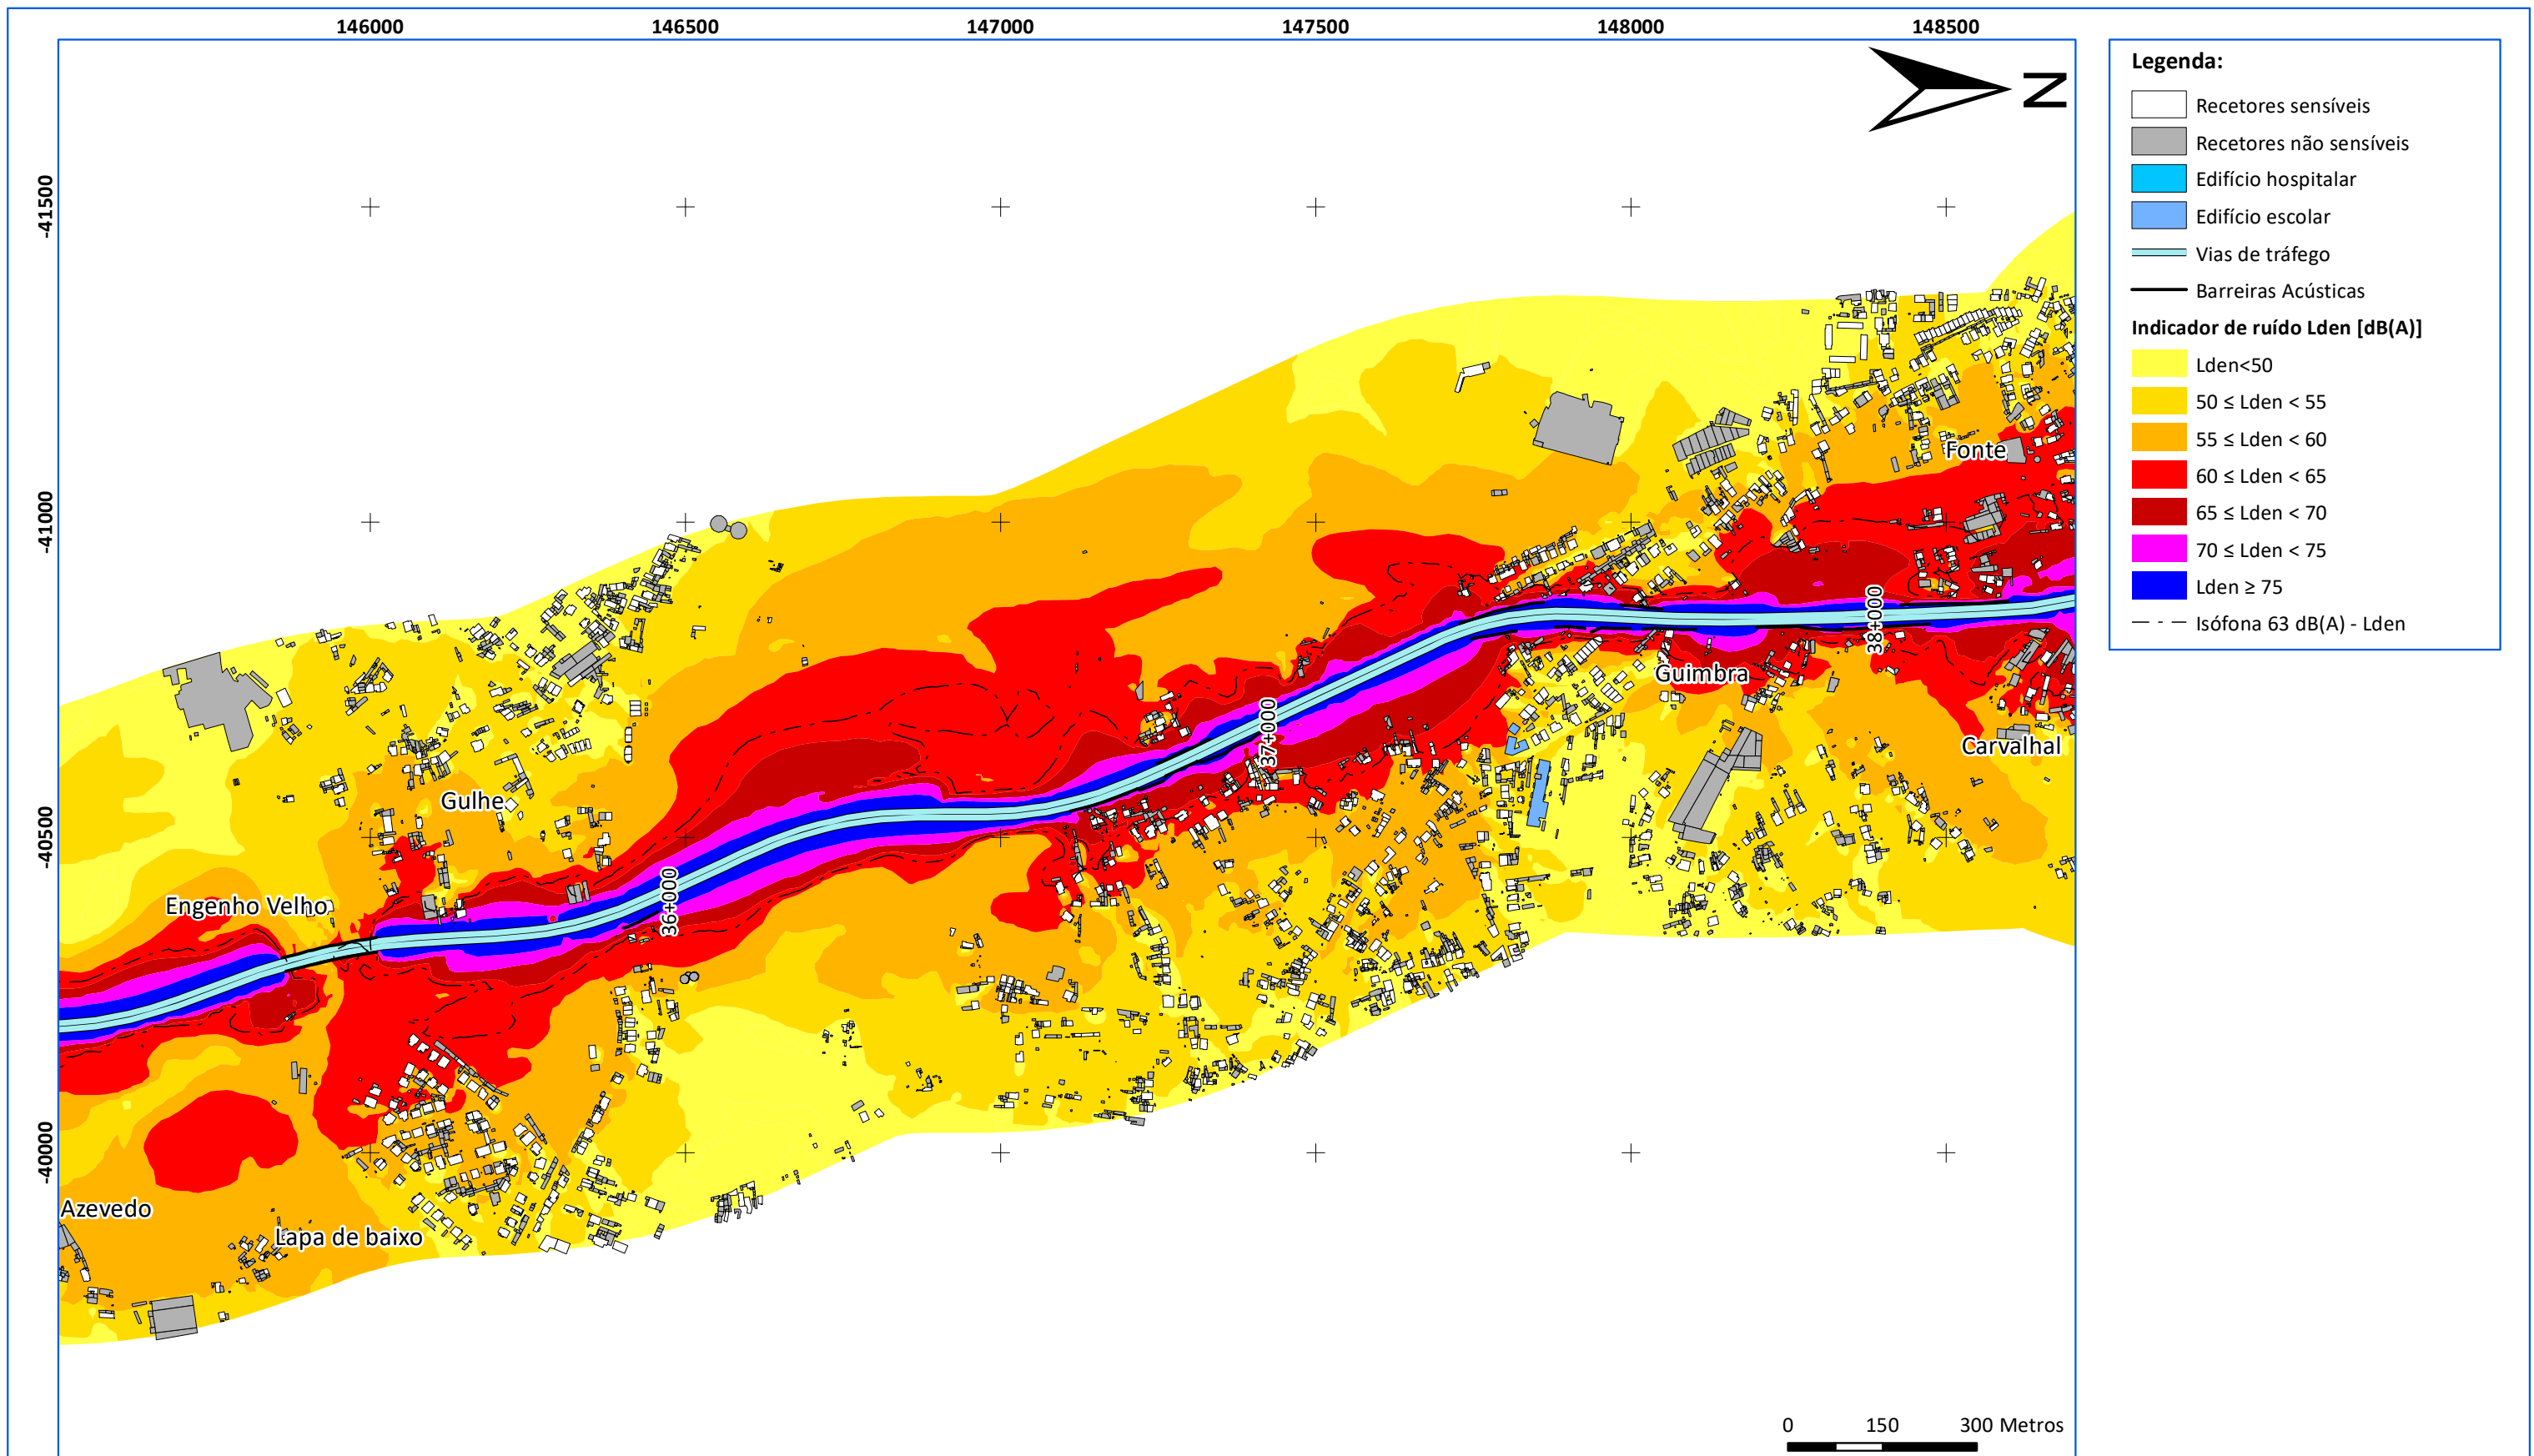 146000 146500 147000 147500 148000 148500
-41500
-41000
-40500
-40000
N
Fonte
Guimbra
Carvalhal
Gulhe
Engenho Velho
Azevedo
Lapa de baixo
36+000
37+000
38+000
0 150 300 Metros
Legenda:
Recetores sensíveis
Recetores não sensíveis
Edifício hospitalar
Edifício escolar
Vias de tráfego
Barreiras Acústicas
Indicador de ruído Lden [dB(A)]
Lden<50
50 ≤ Lden < 55
55 ≤ Lden < 60
60 ≤ Lden < 65
65 ≤ Lden < 70
70 ≤ Lden < 75
Lden ≥ 75
Isófona 63 dB(A) - Lden